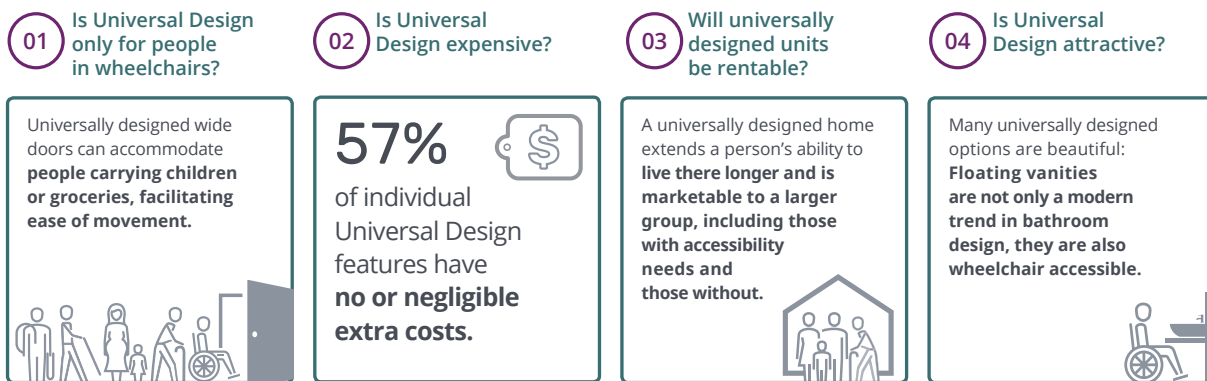 01
Is Universal Design
only for people
in wheelchairs?
Universally designed wide
doors can accommodate
people carrying children
or groceries, facilitating
ease of movement.
02
Is Universal
Design expensive?
57%
$
of individual
Universal Design
features have
no or negligible
extra costs.
03
Will universally
designed units
be rentable?
A universally designed home
extends a person’s ability to
live there longer and is
marketable to a larger
group, including those
with accessibility
needs and
those without.
04
Is Universal
Design attractive?
Many universally designed
options are beautiful:
Floating vanities
are not only a modern
trend in bathroom
design, they are also
wheelchair accessible.